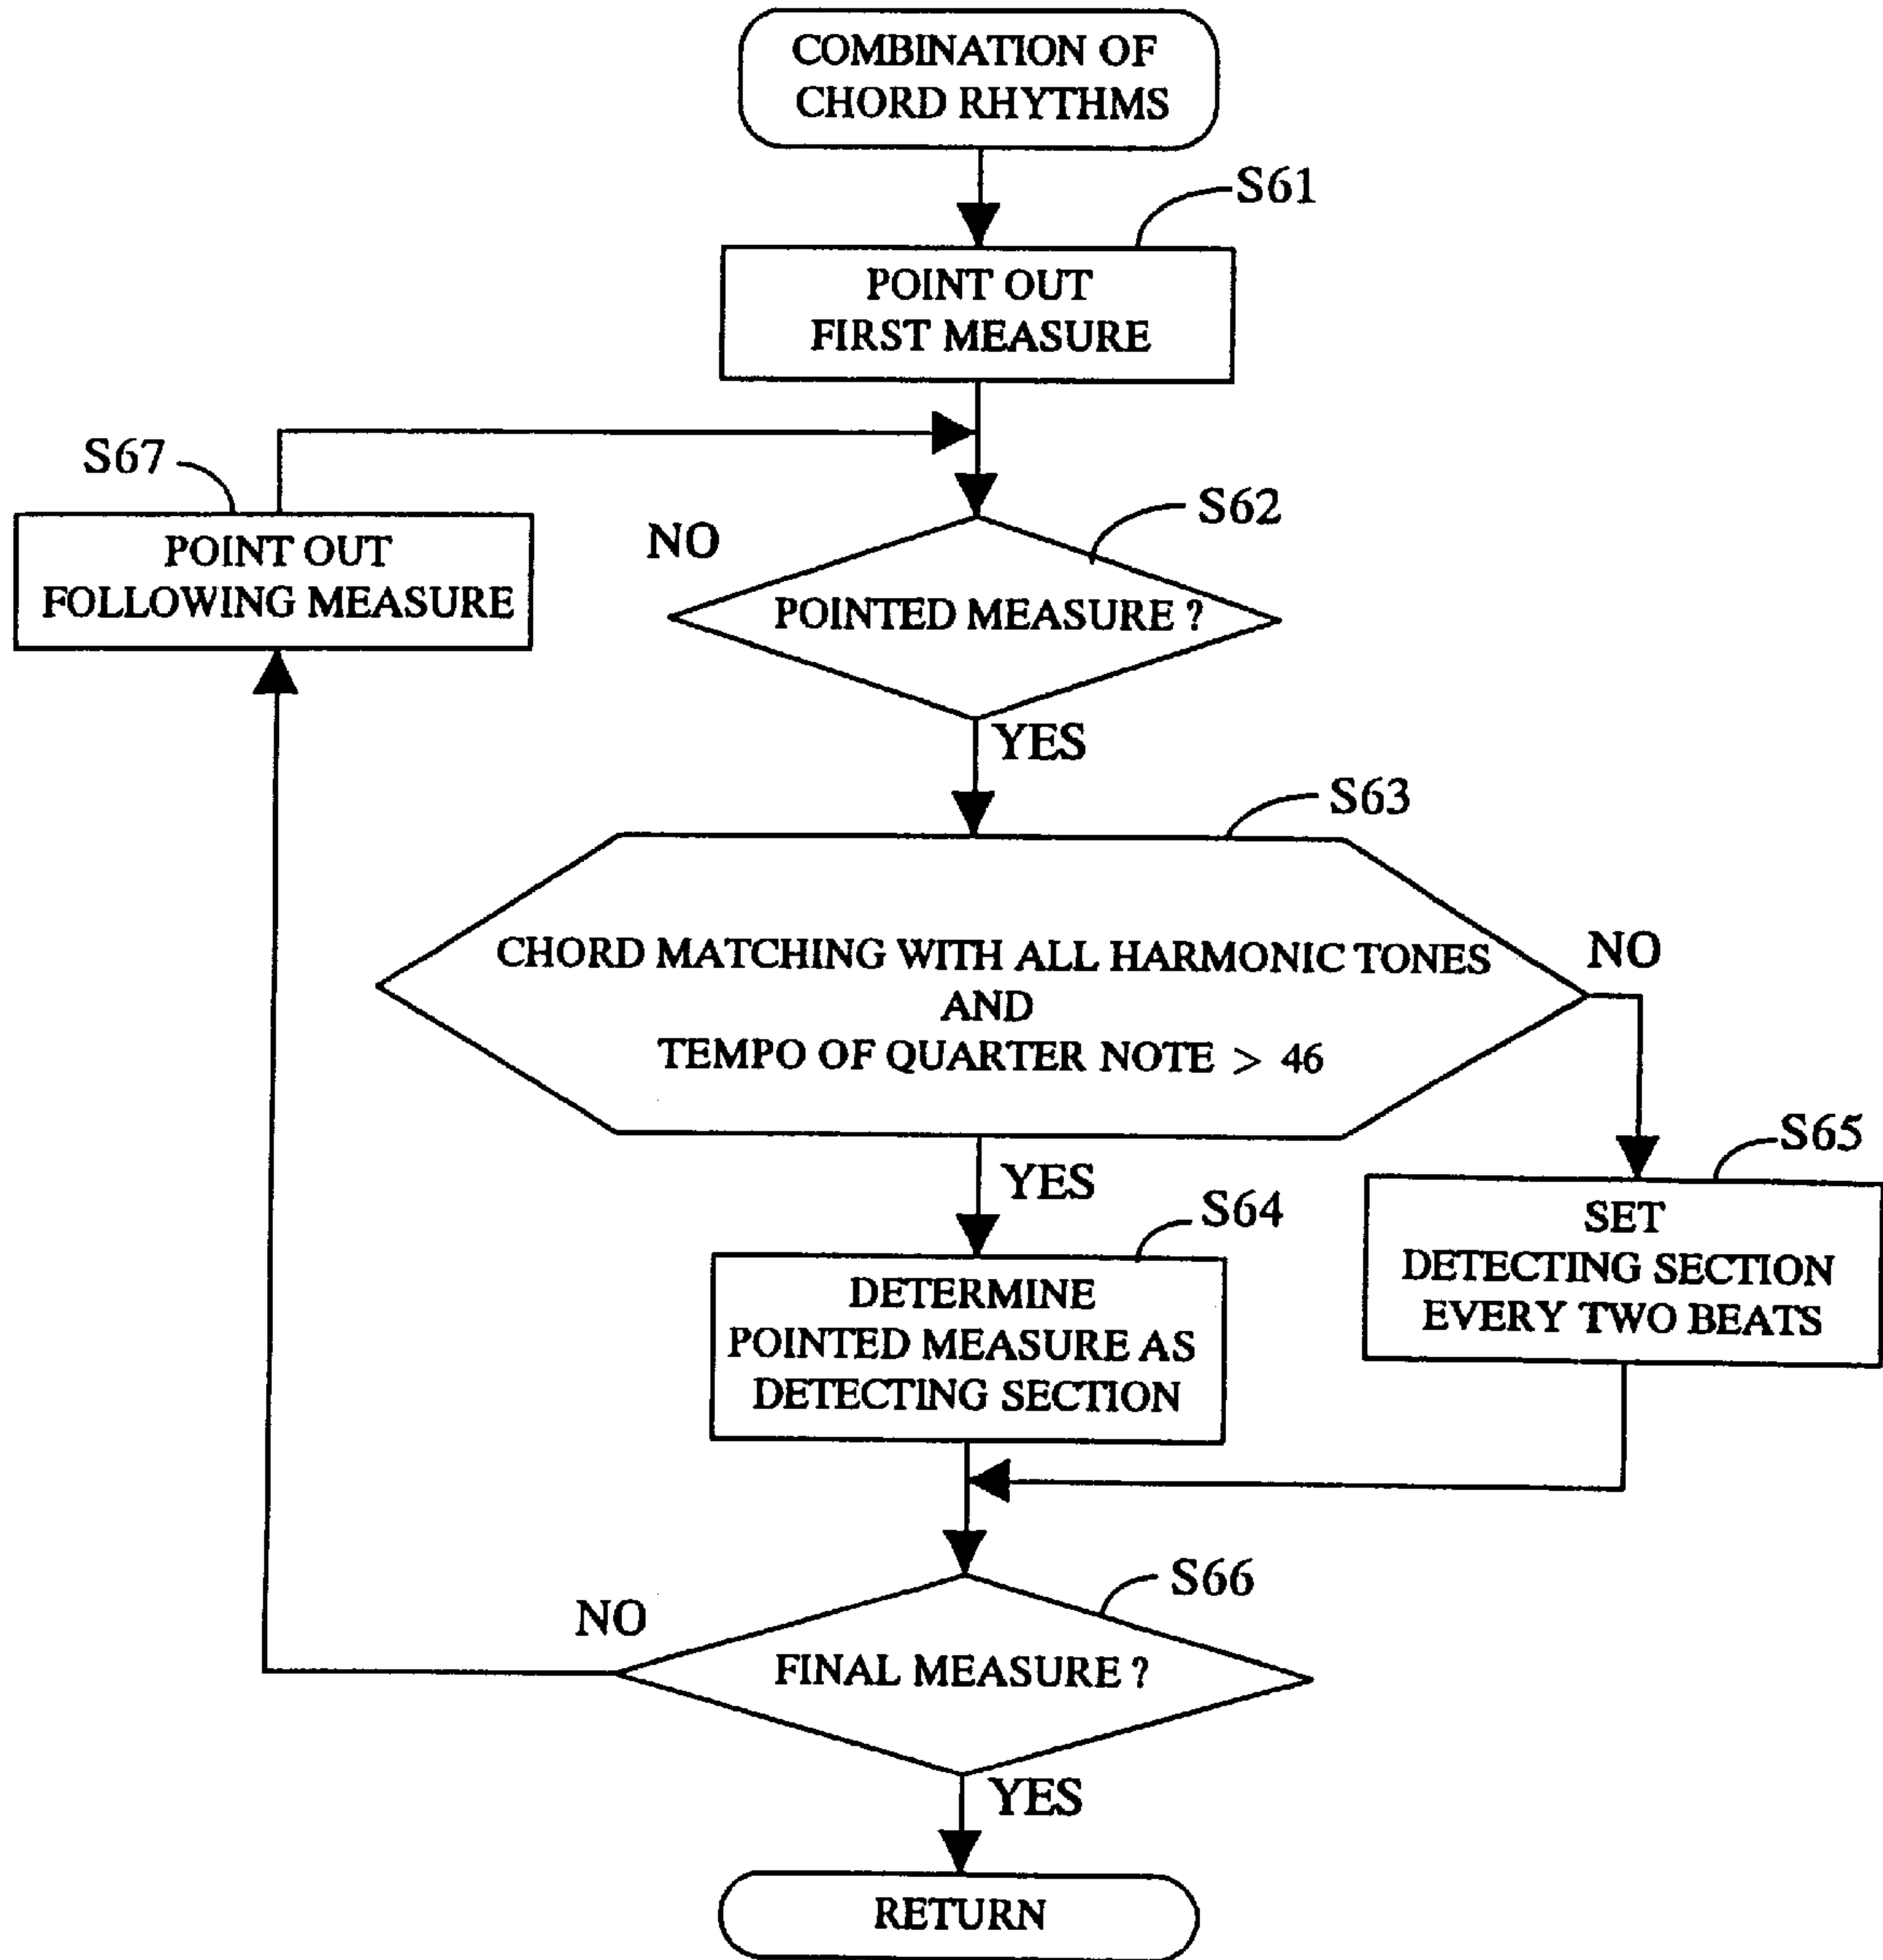 COMBINATION OF
CHORD RHYTHMS
S61
POINT OUT
FIRST MEASURE
S67
POINT OUT
FOLLOWING MEASURE
S62
NO
POINTED MEASURE ?
YES
S63
CHORD MATCHING WITH ALL HARMONIC TONES
AND
TEMPO OF QUARTER NOTE > 46
NO
YES
S64
DETERMINE
POINTED MEASURE AS
DETECTING SECTION
S65
SET
DETECTING SECTION
EVERY TWO BEATS
S66
NO
FINAL MEASURE ?
YES
RETURN